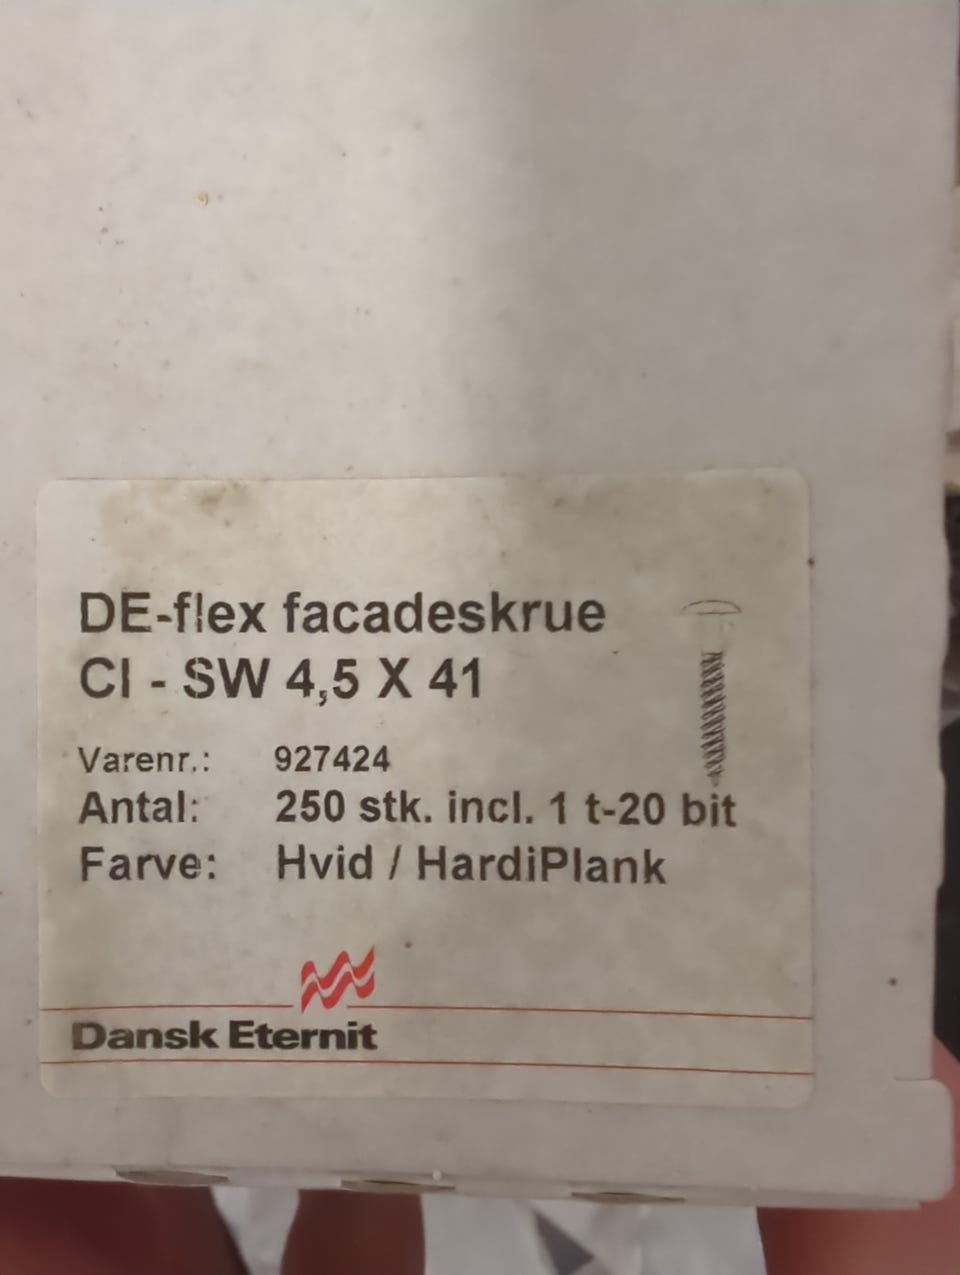 DE-flex facadeskrue
CI - SW 4,5 X 41
Varenr.: 927424
Antal: 250 stk. incl. 1 t-20 bit
Farve: Hvid / HardiPlank
Dansk Eternit